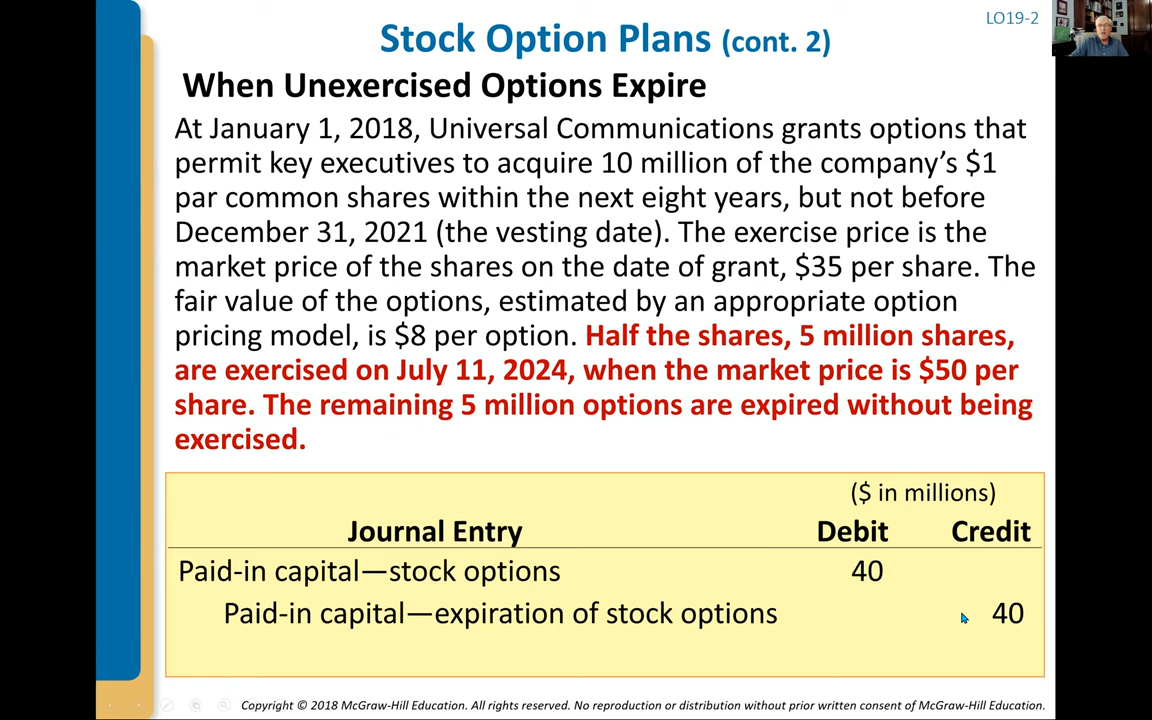 LO19-2
Stock Option Plans (cont. 2)
When Unexercised Options Expire
At January 1, 2018, Universal Communications grants options that
permit key executives to acquire 10 million of the company’s $1
par common shares within the next eight years, but not before
December 31, 2021 (the vesting date). The exercise price is the
market price of the shares on the date of grant, $35 per share. The
fair value of the options, estimated by an appropriate option
pricing model, is $8 per option. Half the shares, 5 million shares,
are exercised on July 11, 2024, when the market price is $50 per
share. The remaining 5 million options are expired without being
exercised.
($ in millions)
Journal Entry Debit Credit
Paid-in capital—stock options 40
Paid-in capital—expiration of stock options 40
Copyright © 2018 McGraw-Hill Education. All rights reserved. No reproduction or distribution without prior written consent of McGraw-Hill Education.